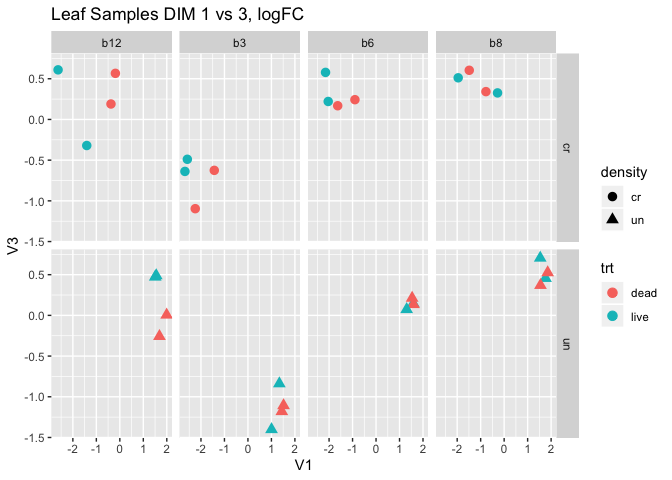 Leaf Samples DIM 1 vs 3, logFC
b12 b3 b6 b8
0.5
0.0
-0.5
-1.0
-1.5
cr
0.5
0.0
-0.5
-1.0
-1.5
un
V3
-2 -1 0 1 2 -2 -1 0 1 2 -2 -1 0 1 2 -2 -1 0 1 2
V1
density
cr
un
trt
dead
live